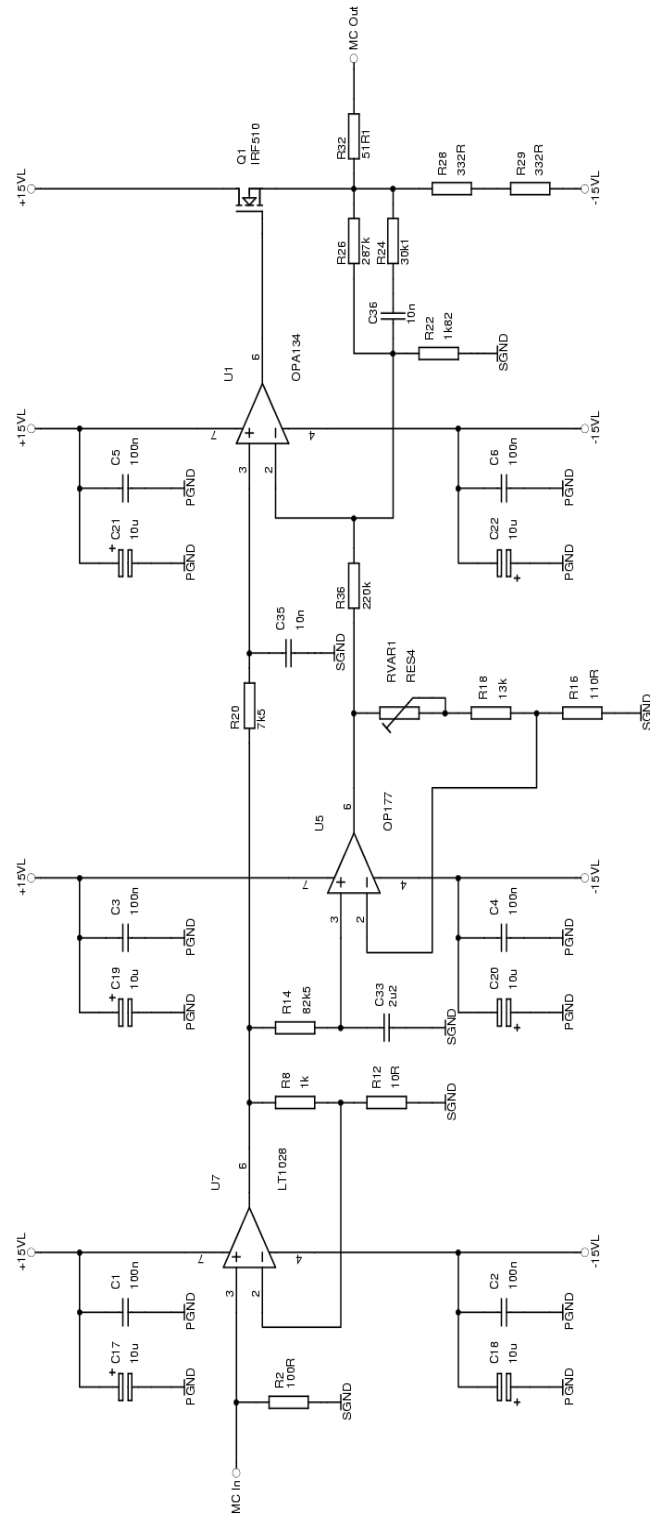 +15VL
+15VL
+15VL
+15VL
C17
10u
PGND
C1
100n
PGND
C19
10u
PGND
C3
100n
PGND
C21
10u
PGND
C5
100n
PGND
Q1
IRF510
MC In
R2
100R
SGND
3
2
7
4
6
U7
LT1028
R8
1k
R12
10R
SGND
R14
82k5
C33
2u2
SGND
3
2
7
4
6
U5
OP177
R20
7k5
C35
10n
SGND
RVAR1
RES4
R18
13k
R16
110R
SGND
R36
220k
3
2
7
4
6
U1
OPA134
R26
287k
R24
30k1
C36
10n
R22
1k82
SGND
R32
51R1
MC Out
R28
332R
R29
332R
C18
10u
PGND
C2
100n
PGND
C20
10u
PGND
C4
100n
PGND
C22
10u
PGND
C6
100n
PGND
-15VL
-15VL
-15VL
-15VL